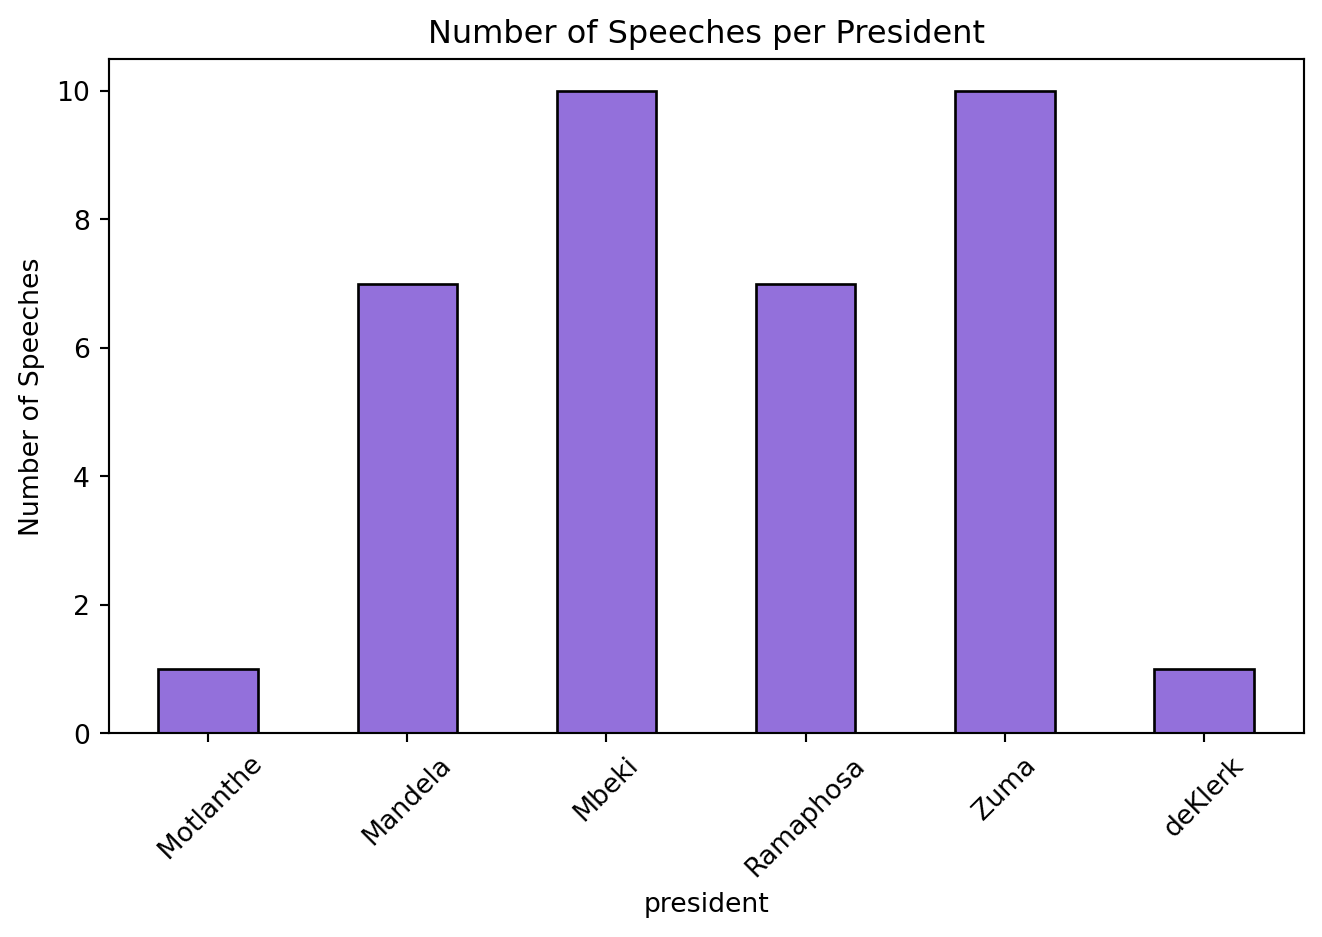 Number of Speeches per President
Number of Speeches
10
8
6
4
2
0
Motlanthe
Mandela
Mbeki
Ramaphosa
Zuma
deKlerk
president